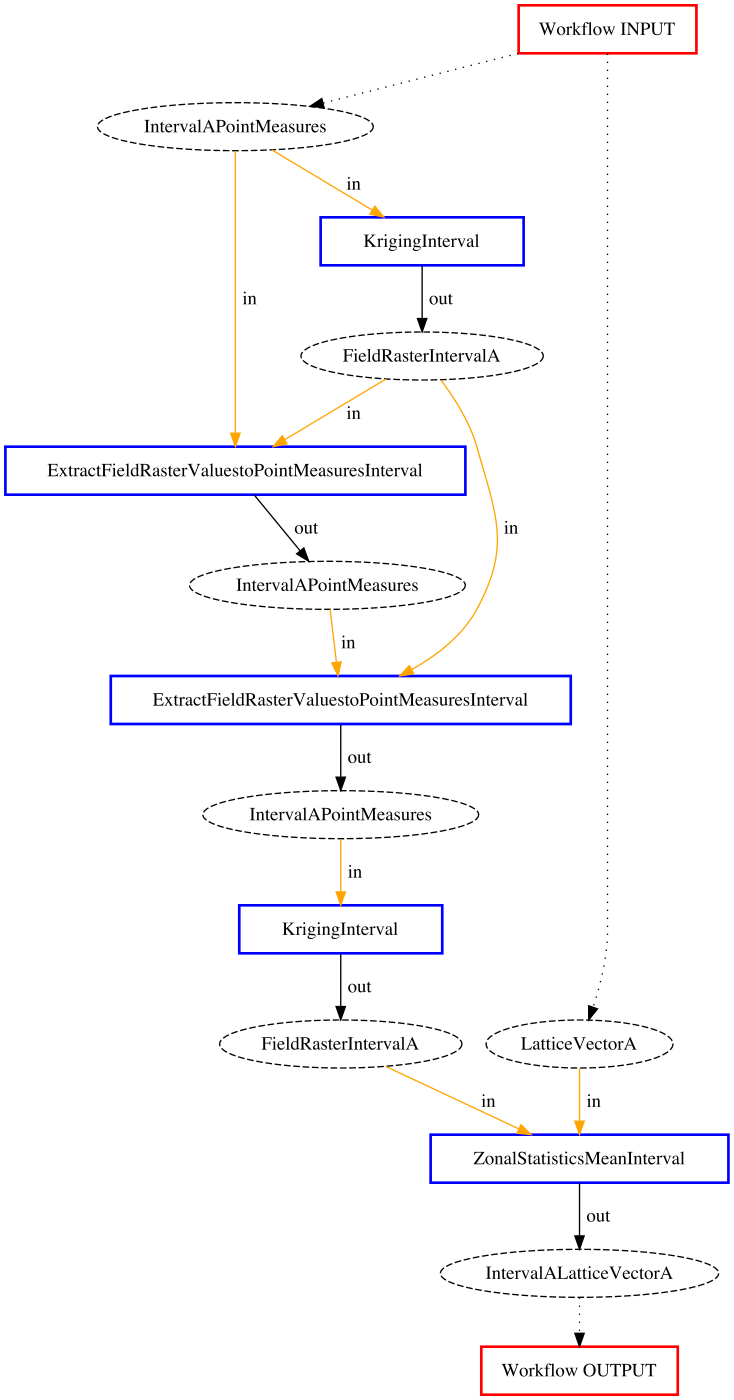 Workflow INPUT
IntervalAPointMeasures
in
KrigingInterval
in
out
FieldRasterIntervalA
in
ExtractFieldRasterValuestoPointMeasuresInterval
out
in
IntervalAPointMeasures
in
ExtractFieldRasterValuestoPointMeasuresInterval
out
IntervalAPointMeasures
in
KrigingInterval
out
FieldRasterIntervalA
LatticeVectorA
in
in
ZonalStatisticsMeanInterval
out
IntervalALatticeVectorA
Workflow OUTPUT